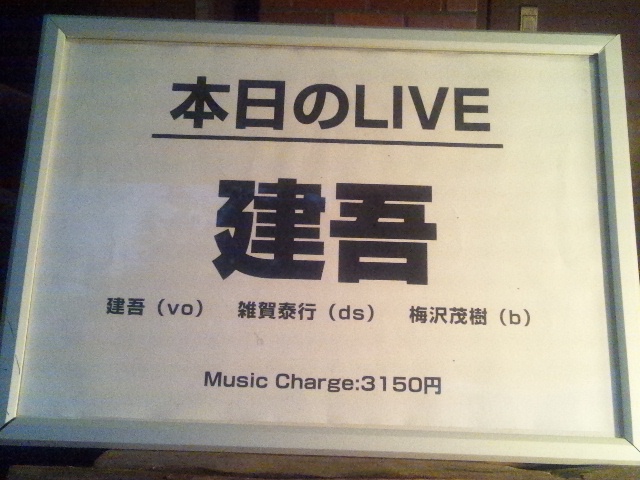 本日のLIVE
建吾
建吾（vo） 雑賀泰行（ds） 梅沢茂樹（b）
Music Charge:3150円